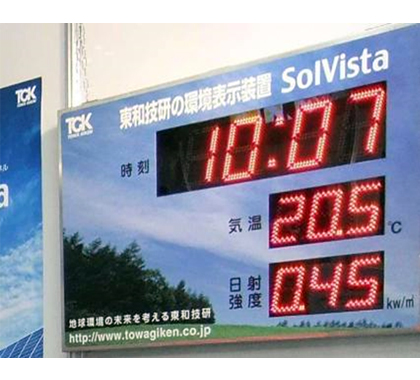 TGK
TOWA GIKEN
東和技研の環境表示装置 SolVista
時刻 10:07
気温 20.5 ℃
日射強度 0.45 kw/㎡
地球環境の未来を考える東和技研
http://www.towagiken.co.jp
TGK
a